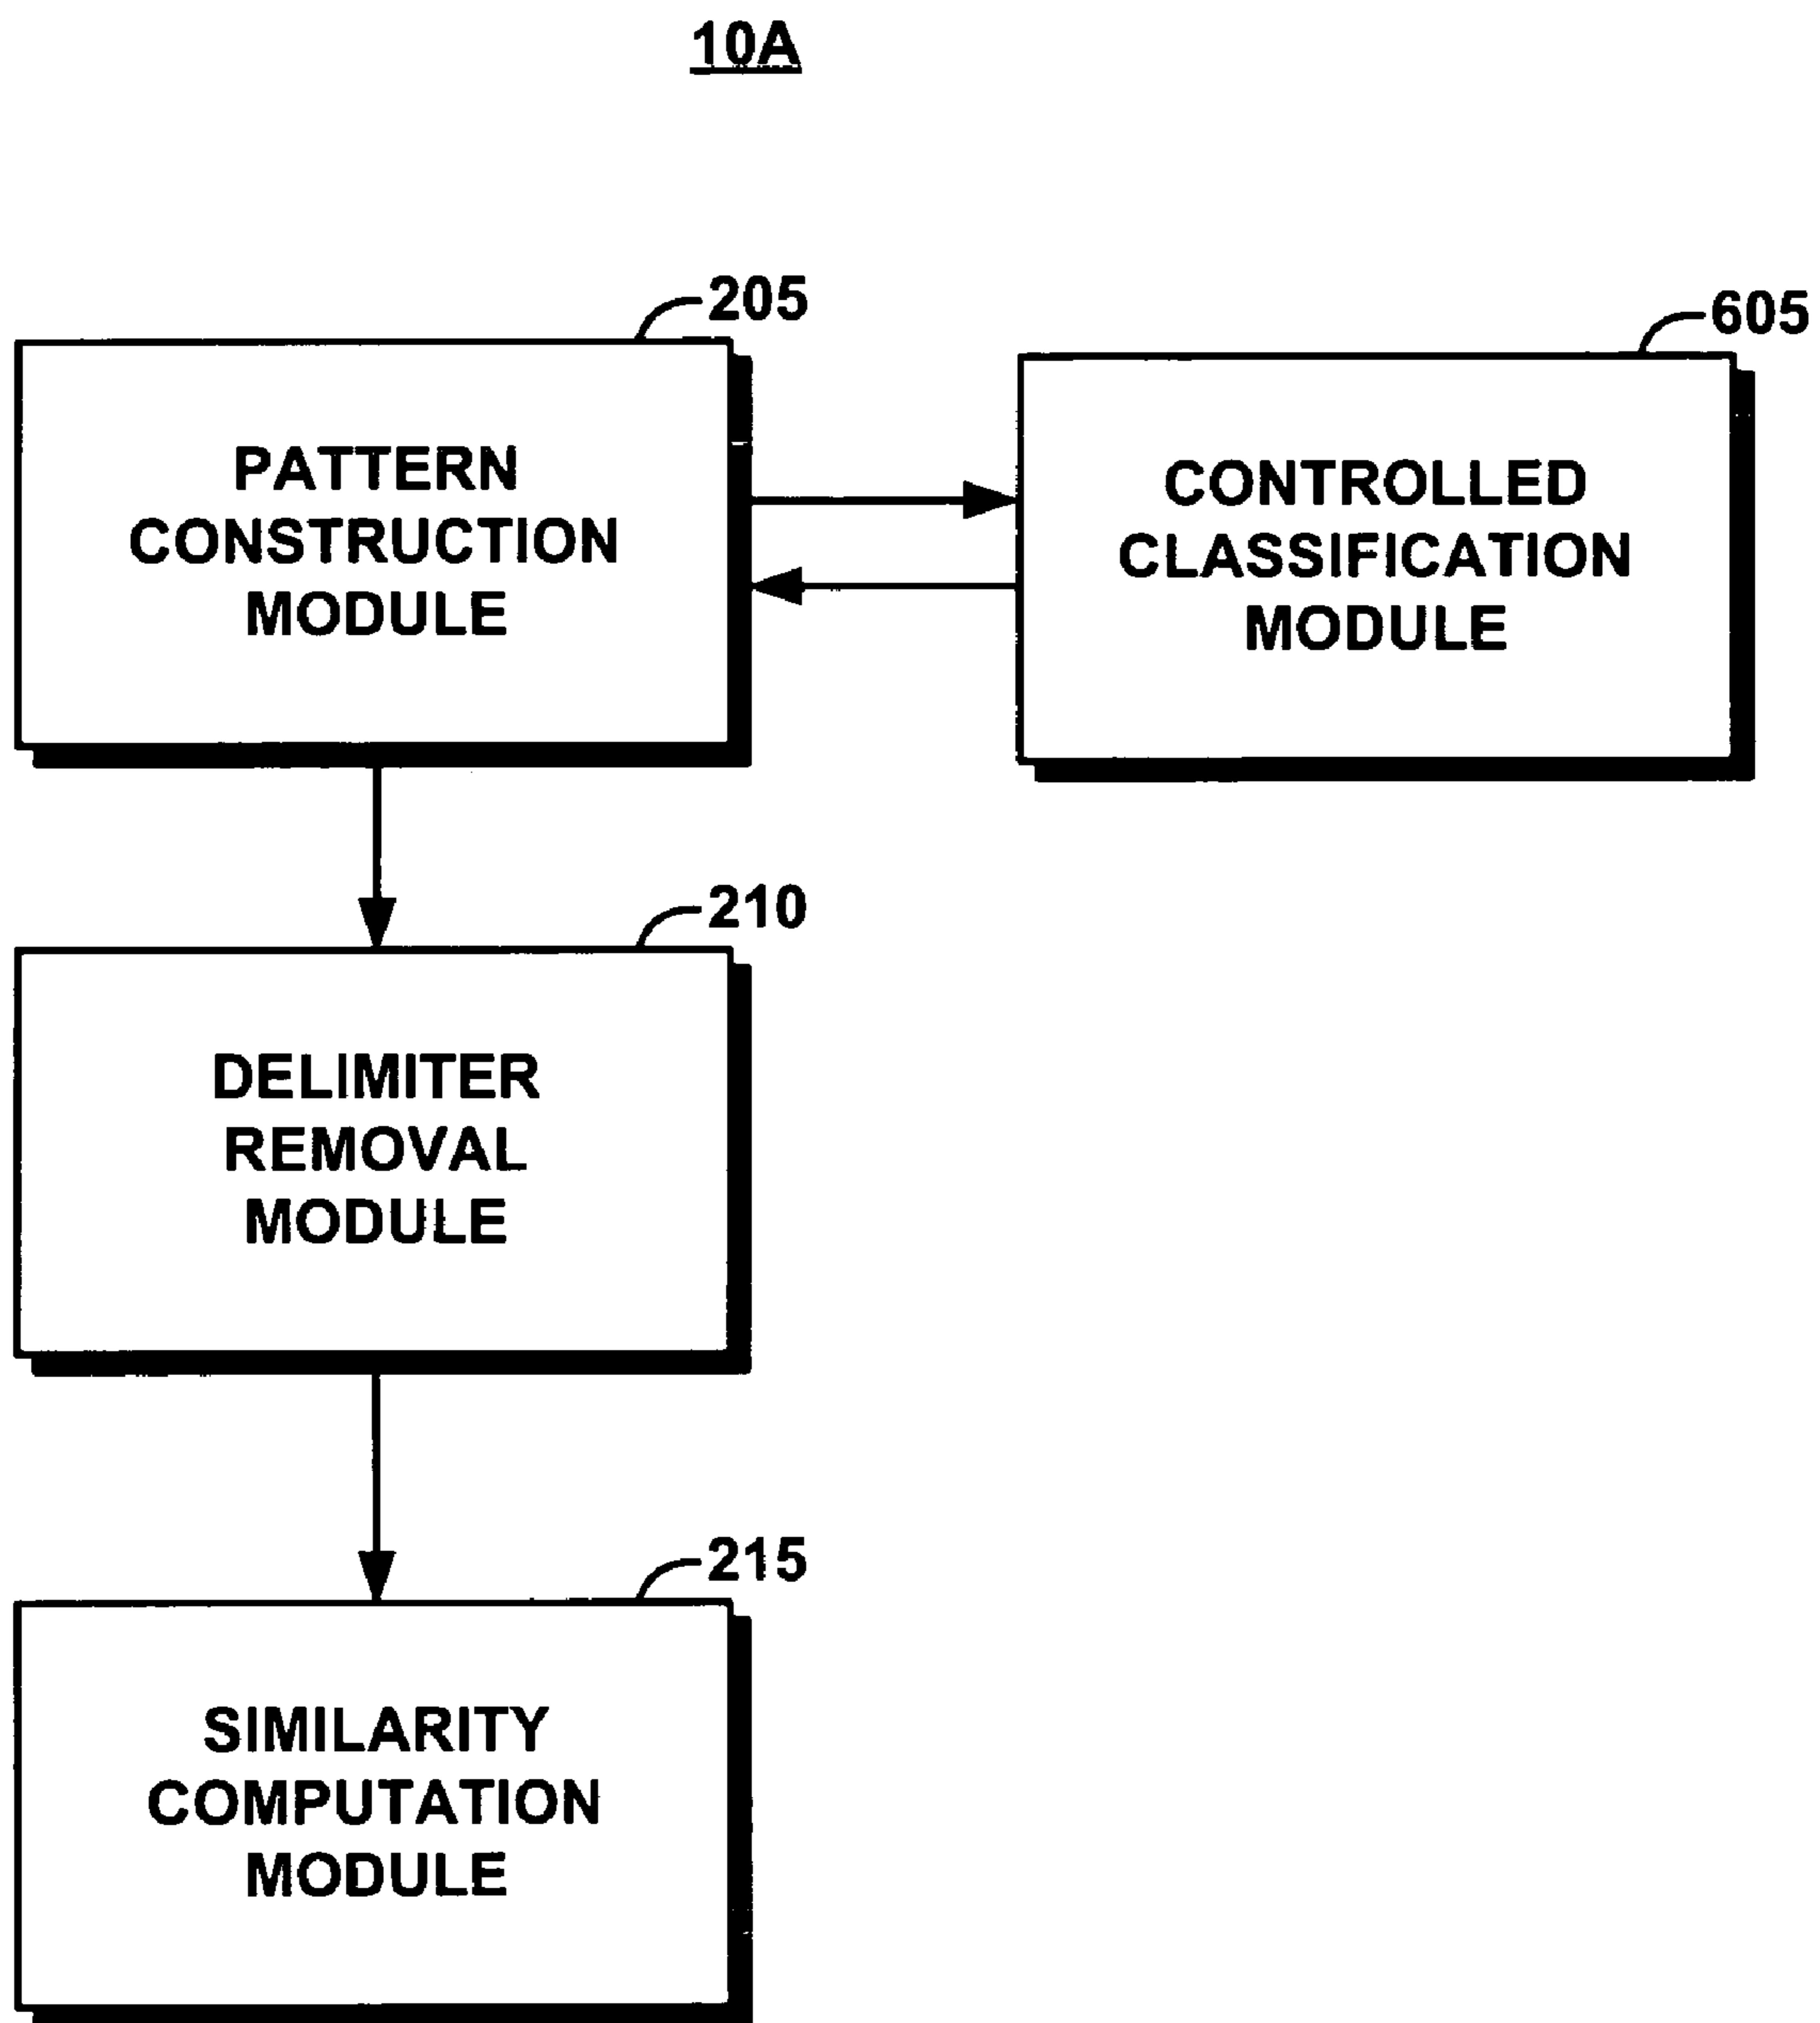 10A
205
PATTERN
CONSTRUCTION
MODULE
605
CONTROLLED
CLASSIFICATION
MODULE
210
DELIMITER
REMOVAL
MODULE
215
SIMILARITY
COMPUTATION
MODULE